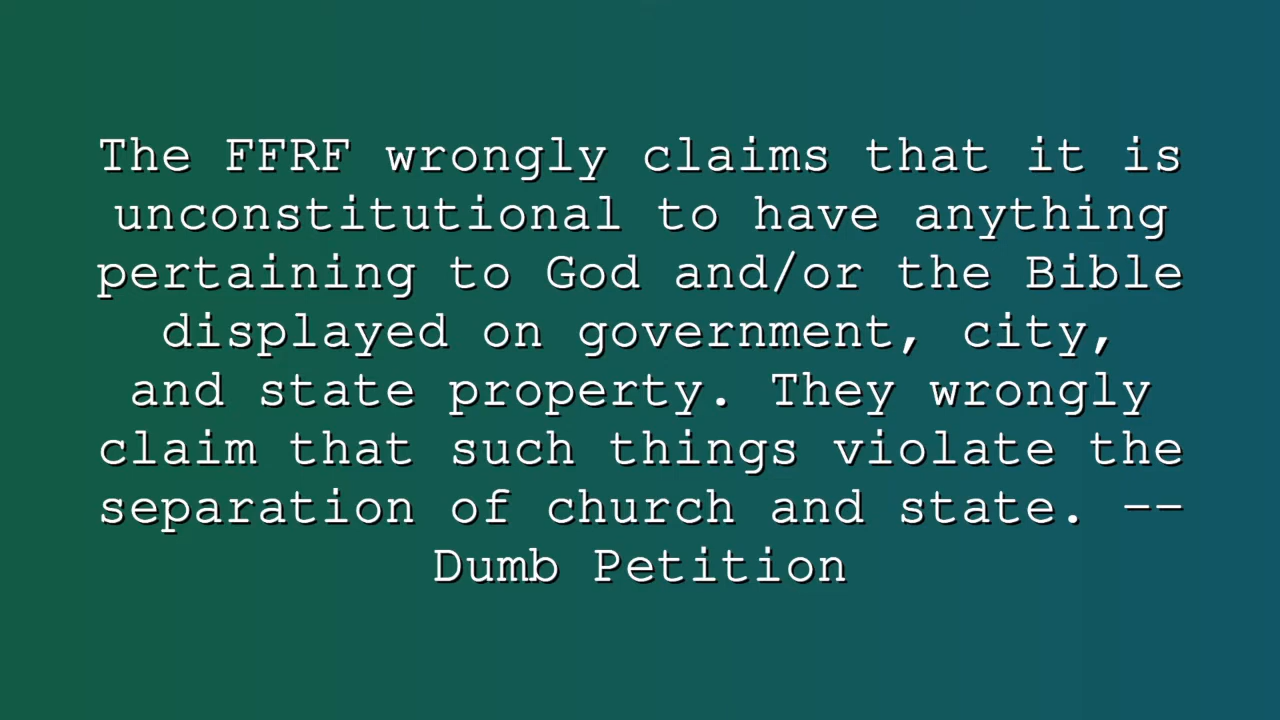 The FFRF wrongly claims that it is
unconstitutional to have anything
pertaining to God and/or the Bible
displayed on government, city,
and state property. They wrongly
claim that such things violate the
separation of church and state. --
Dumb Petition